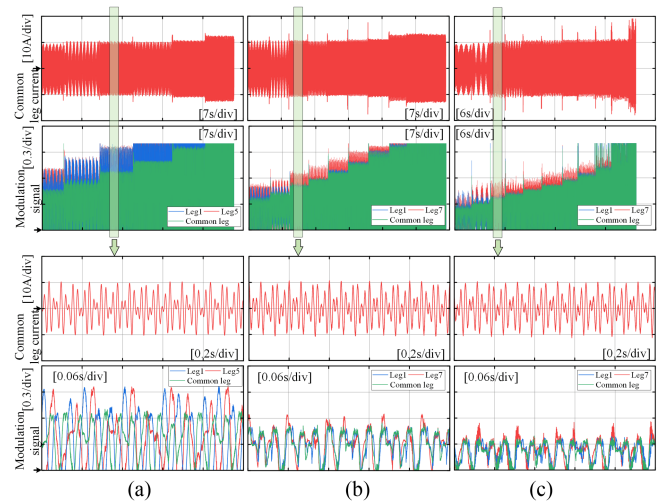 Common leg current [10A/div]
[7s/div]
[7s/div]
[6s/div]
Modulation signal [0.3/div]
[7s/div]
Leg1 Leg5
Common leg
[7s/div]
Leg1 Leg7
Common leg
[6s/div]
Leg1 Leg7
Common leg
Common leg current [10A/div]
[0.2s/div]
[0.2s/div]
[0.2s/div]
Modulation signal [0.3/div]
[0.06s/div]
Leg1 Leg5
Common leg
[0.06s/div]
Leg1 Leg7
Common leg
[0.06s/div]
Leg1 Leg7
Common leg
(a) (b) (c)